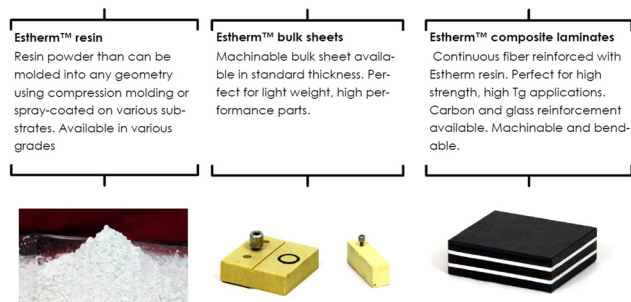 Estherm™ resin
Resin powder than can be
molded into any geometry
using compression molding or
spray-coated on various sub-
strates. Available in various
grades
Estherm™ bulk sheets
Machinable bulk sheet availa-
ble in standard thickness. Per-
fect for light weight, high per-
formance parts.
Estherm™ composite laminates
Continuous fiber reinforced with
Estherm resin. Perfect for high
strength, high Tg applications.
Carbon and glass reinforcement
available. Machinable and bend-
able.